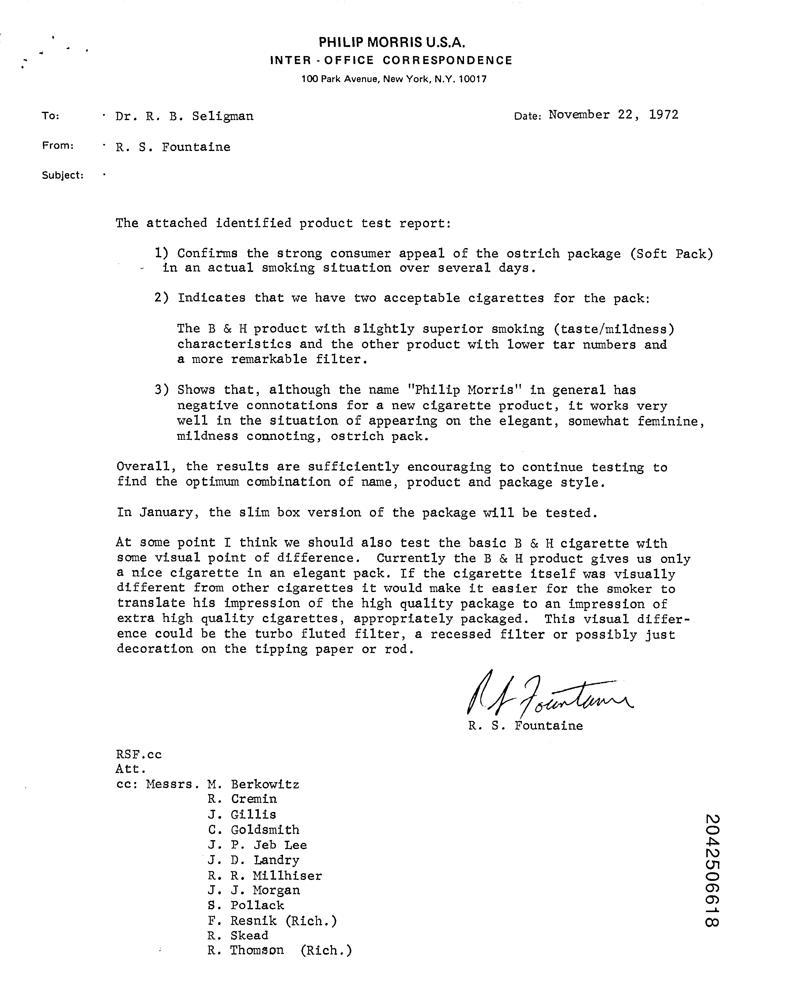 PHILIP MORRIS U.S.A.
INTER - OFFICE CORRESPONDENCE
100 Park Avenue, New York, N.Y. 10017
To: · Dr. R. B. Seligman Date: November 22, 1972
From: · R. S. Fountaine
Subject: ·
The attached identified product test report:
1) Confirms the strong consumer appeal of the ostrich package (Soft Pack)
in an actual smoking situation over several days.
2) Indicates that we have two acceptable cigarettes for the pack:
The B & H product with slightly superior smoking (taste/mildness)
characteristics and the other product with lower tar numbers and
a more remarkable filter.
3) Shows that, although the name "Philip Morris" in general has
negative connotations for a new cigarette product, it works very
well in the situation of appearing on the elegant, somewhat feminine,
mildness connoting, ostrich pack.
Overall, the results are sufficiently encouraging to continue testing to
find the optimum combination of name, product and package style.
In January, the slim box version of the package will be tested.
At some point I think we should also test the basic B & H cigarette with
some visual point of difference. Currently the B & H product gives us only
a nice cigarette in an elegant pack. If the cigarette itself was visually
different from other cigarettes it would make it easier for the smoker to
translate his impression of the high quality package to an impression of
extra high quality cigarettes, appropriately packaged. This visual differ-
ence could be the turbo fluted filter, a recessed filter or possibly just
decoration on the tipping paper or rod.
R S Fountaine
R. S. Fountaine
RSF.cc
Att.
cc: Messrs. M. Berkowitz
R. Cremin
J. Gillis
C. Goldsmith
J. P. Jeb Lee
J. D. Landry
R. R. Millhiser
J. J. Morgan
S. Pollack
F. Resnik (Rich.)
R. Skead
R. Thomson (Rich.)
2042506618